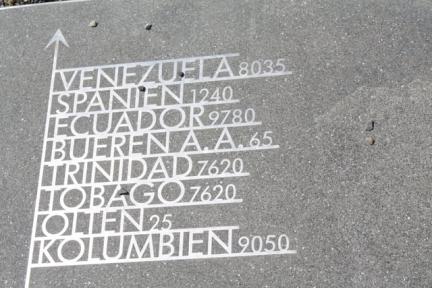 VENEZUELA 8035
SPANIEN 1240
ECUADOR 9780
BUEREN A. A. 65
TRINIDAD 7620
TOBAGO 7620
OLTEN 25
KOLUMBIEN 9050